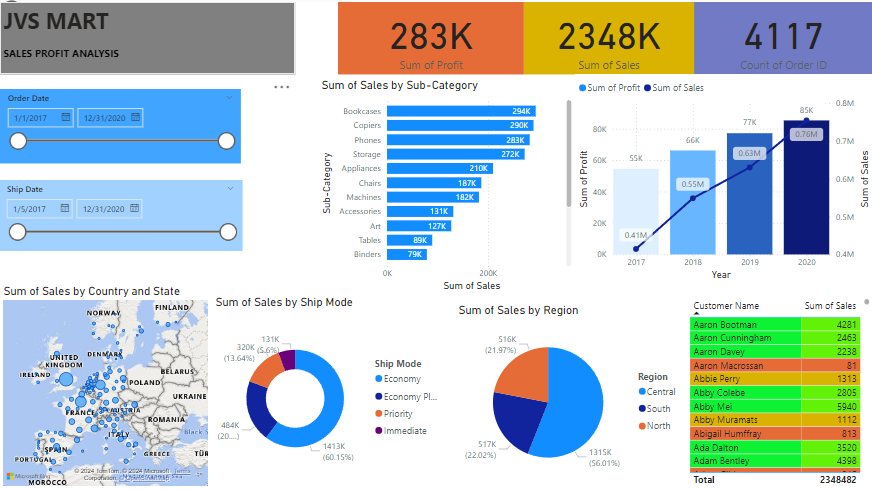 JVS MART
SALES PROFIT ANALYSIS
283K
Sum of Profit
2348K
Sum of Sales
4117
Count of Order ID
Order Date
1/1/2017
12/31/2020
Ship Date
1/5/2017
12/31/2020
Sum of Sales by Sub-Category
Sub-Category
Bookcases 294K
Copiers 290K
Phones 283K
Storage 272K
Appliances 210K
Chairs 187K
Machines 182K
Accessories 131K
Art 127K
Tables 89K
Binders 79K
0K 200K
Sum of Sales
Sum of Profit Sum of Sales
Sum of Profit
80K
60K
40K
20K
0K
55K
66K
77K
85K
0.41M
0.55M
0.63M
0.76M
0.8M
0.7M
0.6M
0.5M
0.4M
Sum of Sales
2017 2018 2019 2020
Year
Sum of Sales by Country and State
NORWAY
FINLAND
UNITED
KINGDOM
DENMARK
IRELAND
BELARUS
POLAND
UKRAINE
FRANCE
AUSTRIA
ROMANIA
ITALY
Black S
SPAIN
PORTUGAL
GREECE
TÜR
MOROCCO
Microsoft Bing
© 2024 TomTom, © 2024 Microsoft
Corporation, © OpenStreetMap
Terms
Sum of Sales by Ship Mode
131K
(5.6%)
320K
(13.64%)
484K
(20....)
1413K
(60.15%)
Ship Mode
Economy
Economy Pl...
Priority
Immediate
Sum of Sales by Region
516K
(21.97%)
517K
(22.02%)
1315K
(56.01%)
Region
Central
South
North
Customer Name Sum of Sales
Aaron Bootman 4281
Aaron Cunningham 2463
Aaron Davey 2238
Aaron Macrossan 81
Abbie Perry 1313
Abby Colebe 2805
Abby Mei 5940
Abby Muramats 1112
Abigail Humffray 813
Ada Dalton 3520
Adam Bentley 4398
Total 2348482